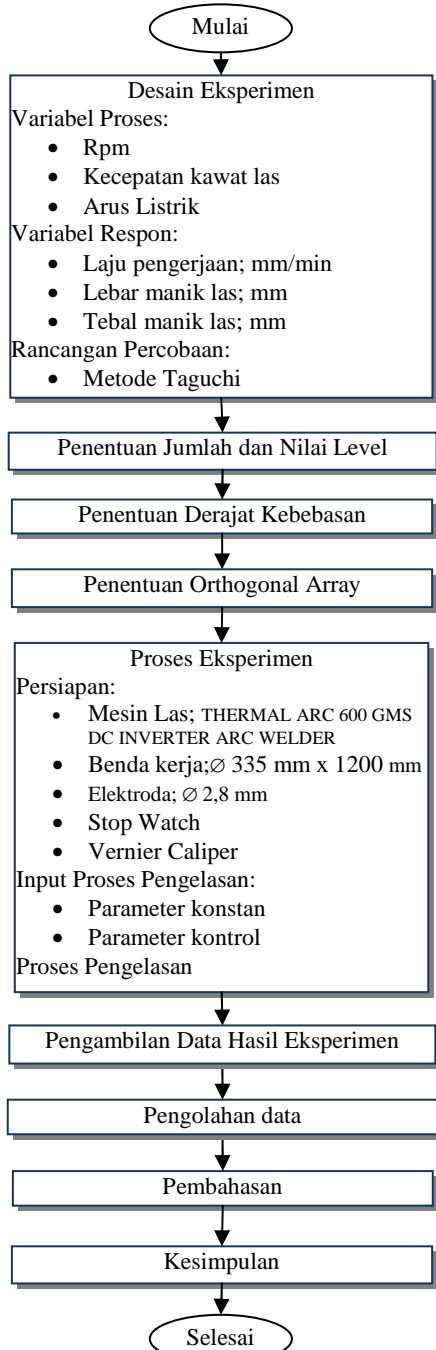 Mulai
Desain Eksperimen
Variabel Proses:
• Rpm
• Kecepatan kawat las
• Arus Listrik
Variabel Respon:
• Laju pengerjaan; mm/min
• Lebar manik las; mm
• Tebal manik las; mm
Rancangan Percobaan:
• Metode Taguchi
Penentuan Jumlah dan Nilai Level
Penentuan Derajat Kebebasan
Penentuan Orthogonal Array
Proses Eksperimen
Persiapan:
• Mesin Las; THERMAL ARC 600 GMS
DC INVERTER ARC WELDER
• Benda kerja;∅ 335 mm x 1200 mm
• Elektroda; ∅ 2,8 mm
• Stop Watch
• Vernier Caliper
Input Proses Pengelasan:
• Parameter konstan
• Parameter kontrol
Proses Pengelasan
Pengambilan Data Hasil Eksperimen
Pengolahan data
Pembahasan
Kesimpulan
Selesai